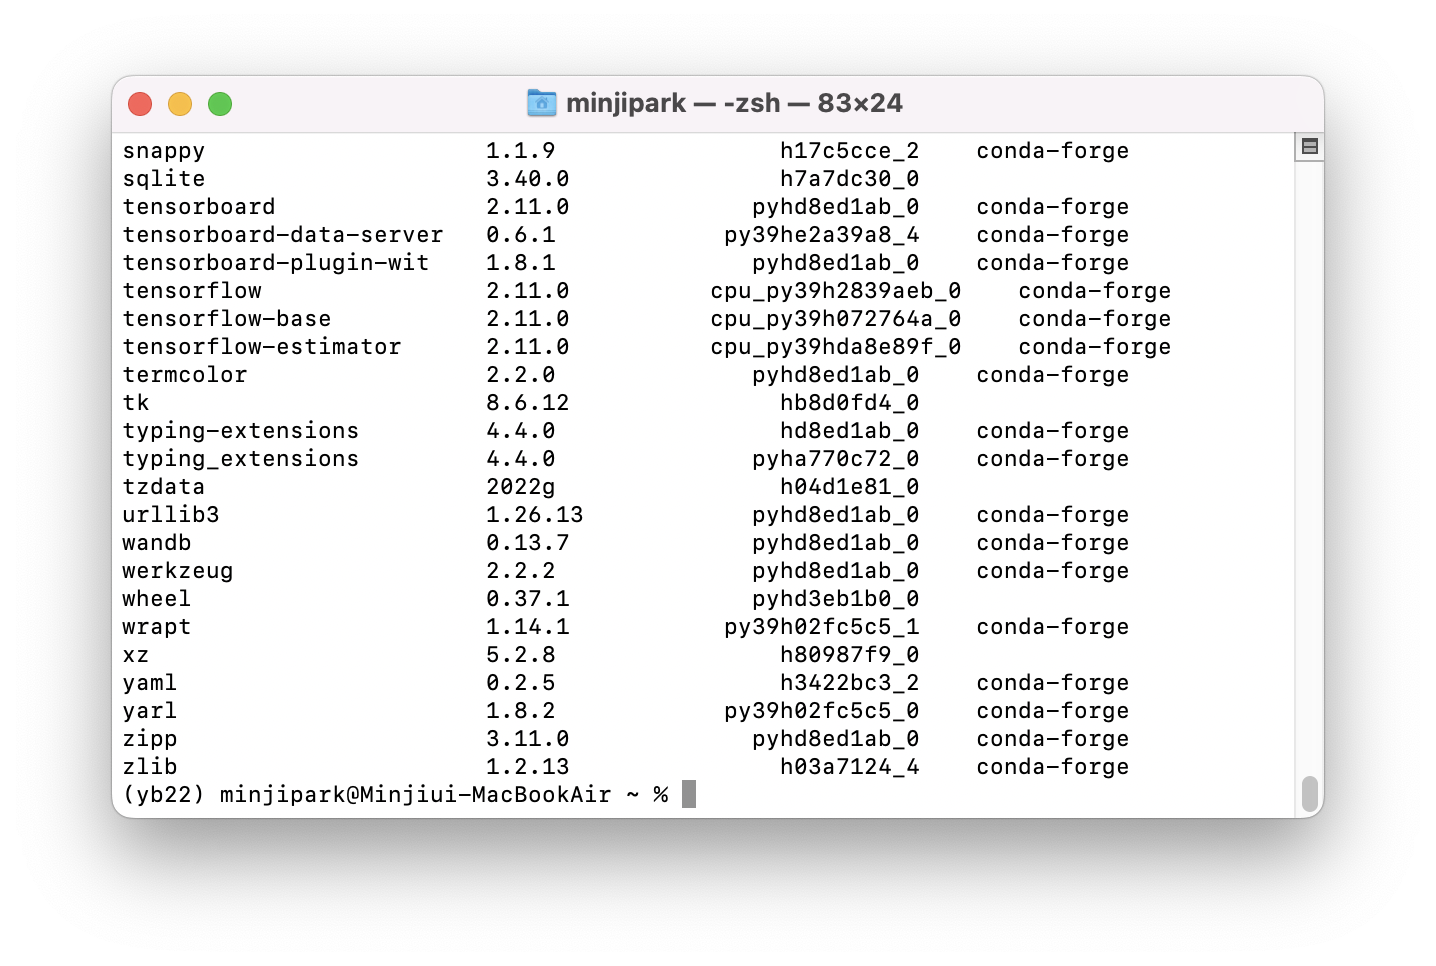 minjipark — -zsh — 83×24
snappy 1.1.9 h17c5cce_2 conda-forge
sqlite 3.40.0 h7a7dc30_0
tensorboard 2.11.0 pyhd8ed1ab_0 conda-forge
tensorboard-data-server 0.6.1 py39he2a39a8_4 conda-forge
tensorboard-plugin-wit 1.8.1 pyhd8ed1ab_0 conda-forge
tensorflow 2.11.0 cpu_py39h2839aeb_0 conda-forge
tensorflow-base 2.11.0 cpu_py39h072764a_0 conda-forge
tensorflow-estimator 2.11.0 cpu_py39hda8e89f_0 conda-forge
termcolor 2.2.0 pyhd8ed1ab_0 conda-forge
tk 8.6.12 hb8d0fd4_0
typing-extensions 4.4.0 hd8ed1ab_0 conda-forge
typing_extensions 4.4.0 pyha770c72_0 conda-forge
tzdata 2022g h04d1e81_0
urllib3 1.26.13 pyhd8ed1ab_0 conda-forge
wandb 0.13.7 pyhd8ed1ab_0 conda-forge
werkzeug 2.2.2 pyhd8ed1ab_0 conda-forge
wheel 0.37.1 pyhd3eb1b0_0
wrapt 1.14.1 py39h02fc5c5_1 conda-forge
xz 5.2.8 h80987f9_0
yaml 0.2.5 h3422bc3_2 conda-forge
yarl 1.8.2 py39h02fc5c5_0 conda-forge
zipp 3.11.0 pyhd8ed1ab_0 conda-forge
zlib 1.2.13 h03a7124_4 conda-forge
(yb22) minjipark@Minjiui-MacBookAir ~ %